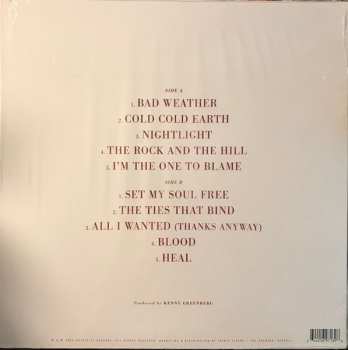 SIDE A
1. BAD WEATHER
2. COLD COLD EARTH
3. NIGHTLIGHT
4. THE ROCK AND THE HILL
5. I'M THE ONE TO BLAME
SIDE B
1. SET MY SOUL FREE
2. THE TIES THAT BIND
3. ALL I WANTED (THANKS ANYWAY)
4. BLOOD
5. HEAL
Produced by KENNY GREENBERG